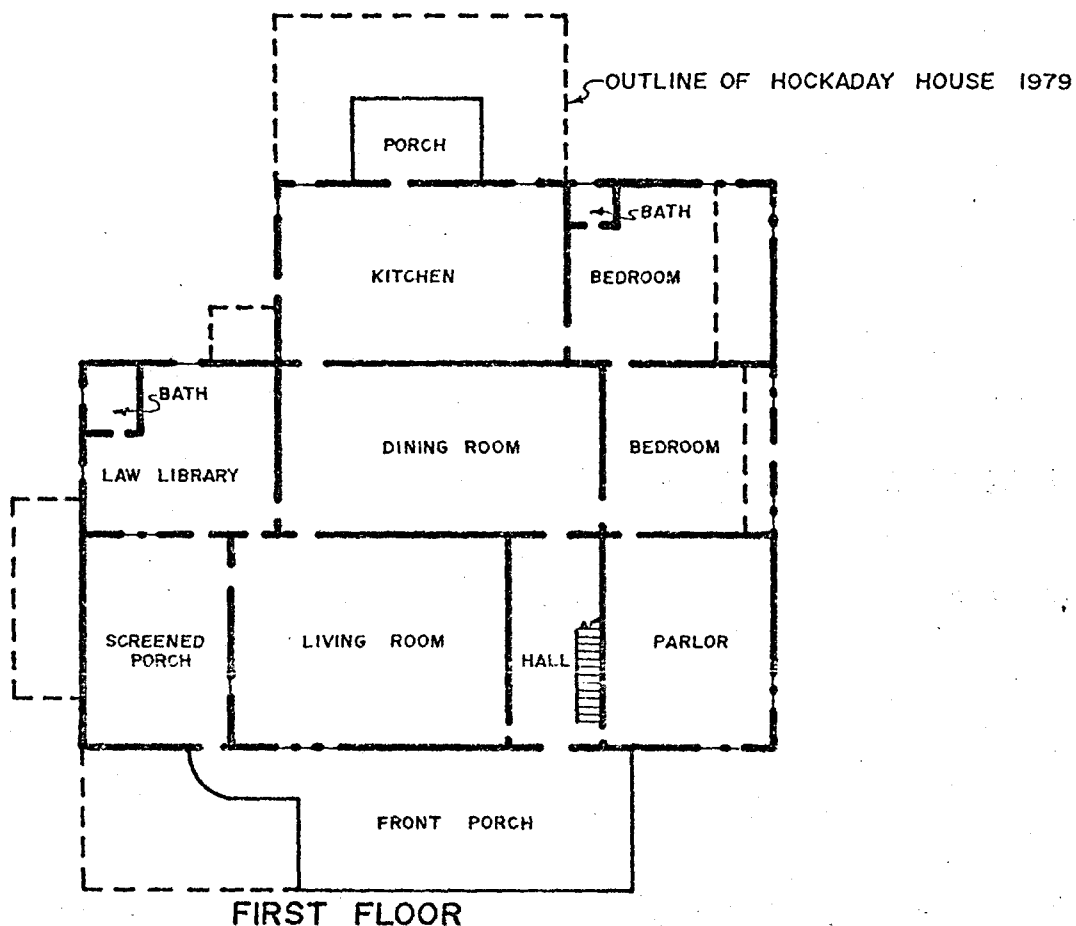 OUTLINE OF HOCKADAY HOUSE 1979
PORCH
BATH
KITCHEN
BEDROOM
BATH
LAW LIBRARY
DINING ROOM
BEDROOM
SCREENED
PORCH
LIVING ROOM
HALL
PARLOR
FRONT PORCH
FIRST FLOOR